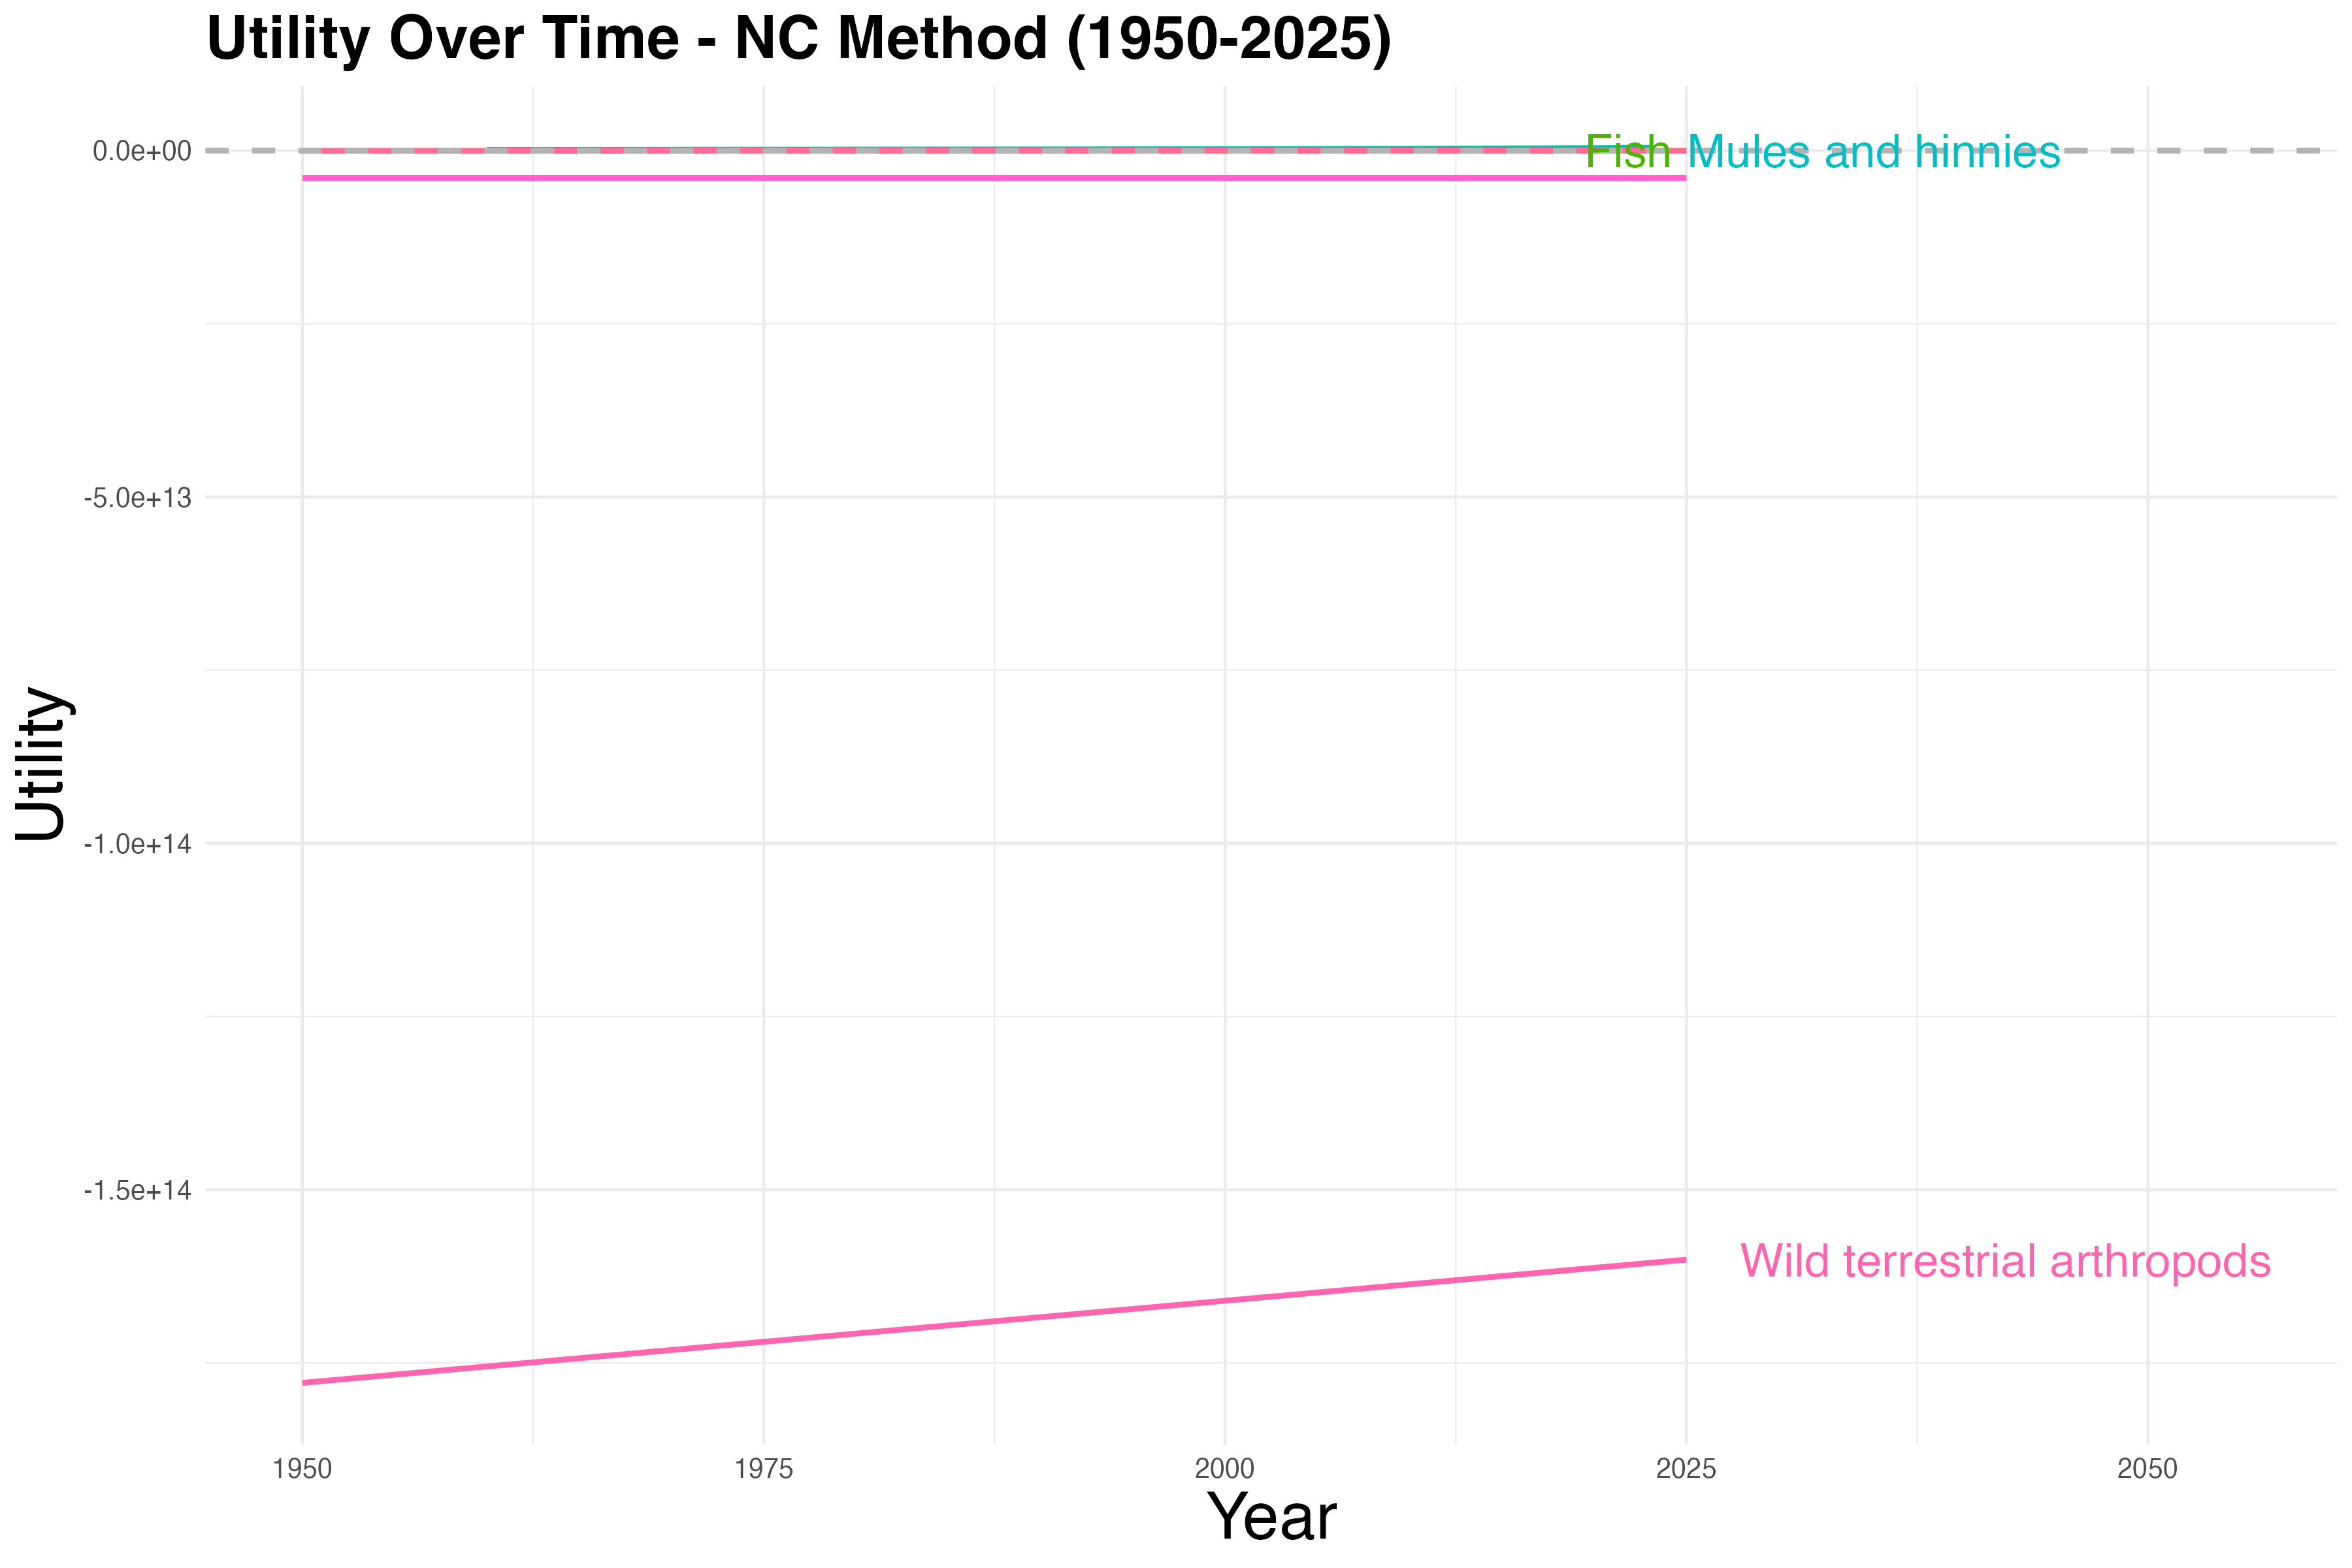 Utility Over Time - NC Method (1950-2025)
0.0e+00
Fish
Mules and hinnies
-5.0e+13
Utility
-1.0e+14
-1.5e+14
Wild terrestrial arthropods
1950
1975
2000
2025
2050
Year